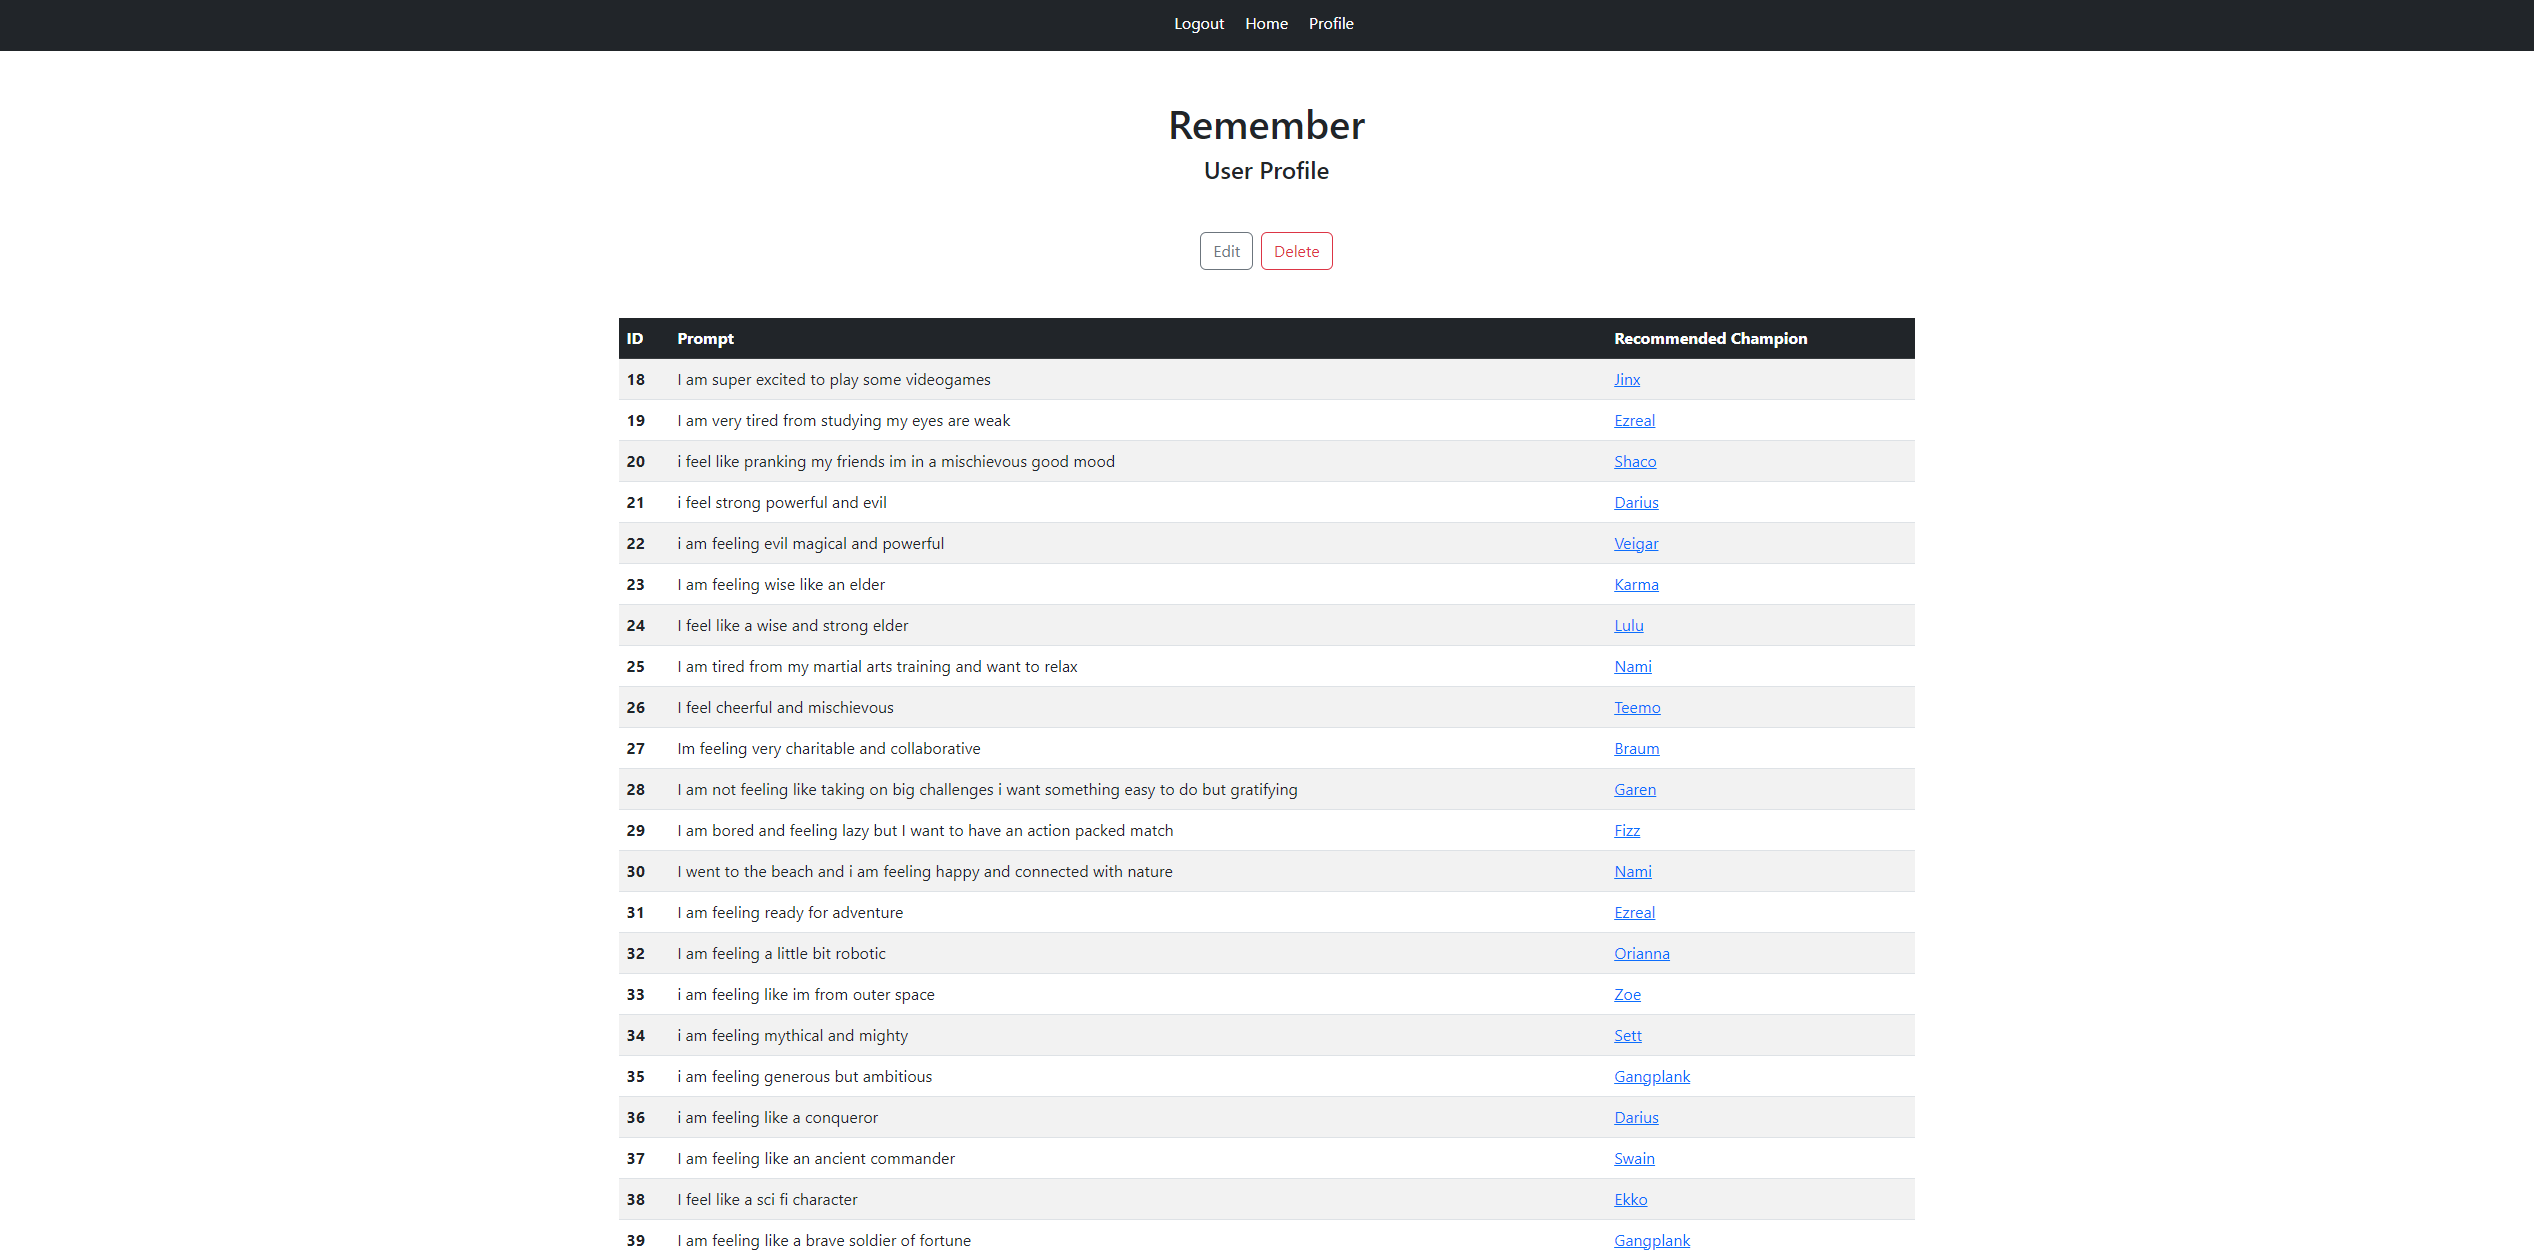 Logout Home Profile
Remember
User Profile
Edit Delete
ID Prompt Recommended Champion
18 I am super excited to play some videogames Jinx
19 I am very tired from studying my eyes are weak Ezreal
20 i feel like pranking my friends im in a mischievous good mood Shaco
21 i feel strong powerful and evil Darius
22 i am feeling evil magical and powerful Veigar
23 I am feeling wise like an elder Karma
24 I feel like a wise and strong elder Lulu
25 I am tired from my martial arts training and want to relax Nami
26 I feel cheerful and mischievous Teemo
27 Im feeling very charitable and collaborative Braum
28 I am not feeling like taking on big challenges i want something easy to do but gratifying Garen
29 I am bored and feeling lazy but I want to have an action packed match Fizz
30 I went to the beach and i am feeling happy and connected with nature Nami
31 I am feeling ready for adventure Ezreal
32 I am feeling a little bit robotic Orianna
33 i am feeling like im from outer space Zoe
34 i am feeling mythical and mighty Sett
35 i am feeling generous but ambitious Gangplank
36 i am feeling like a conqueror Darius
37 I am feeling like an ancient commander Swain
38 I feel like a sci fi character Ekko
39 I am feeling like a brave soldier of fortune Gangplank